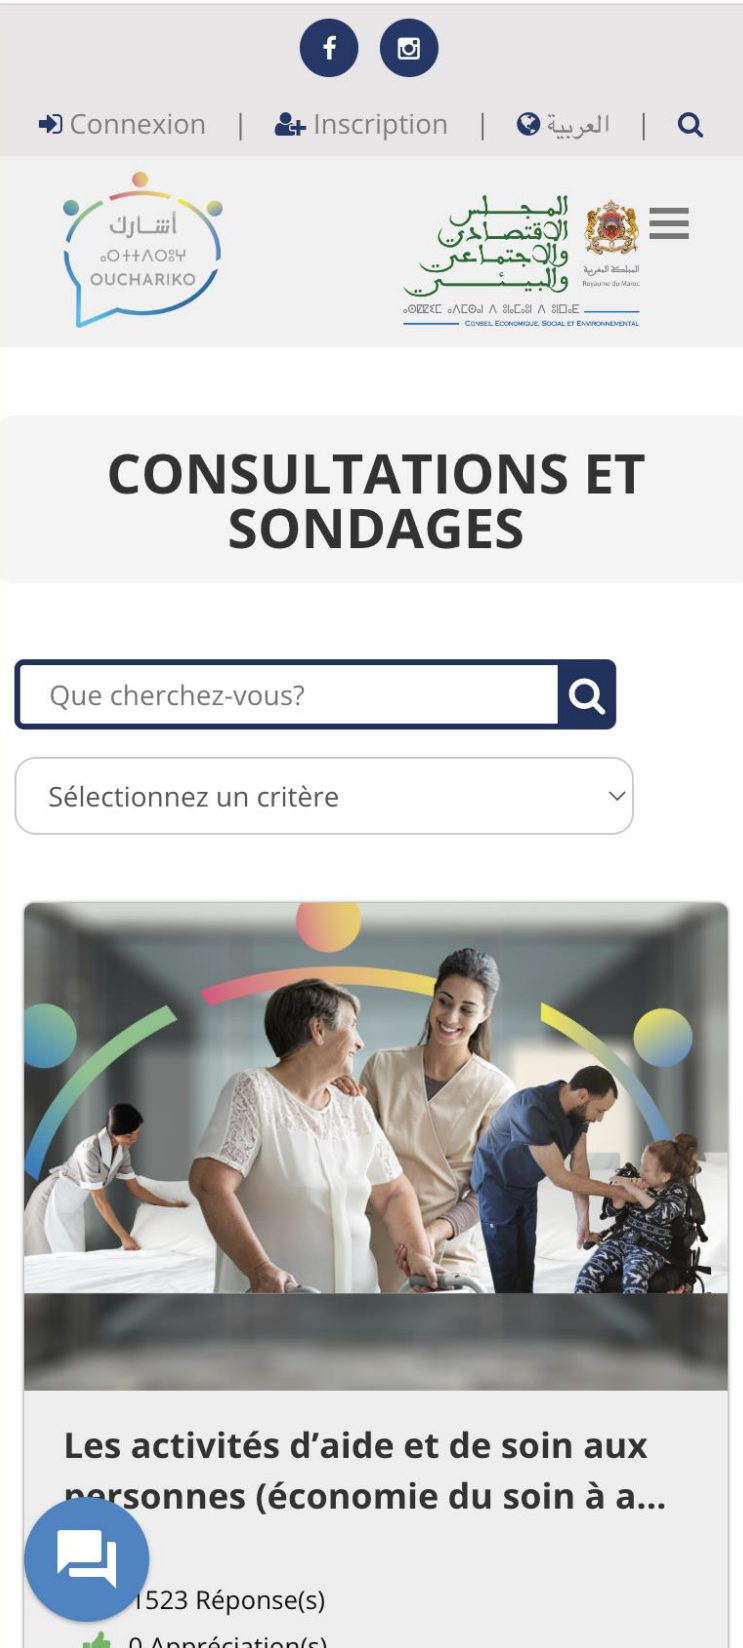 Connexion | Inscription | العربية |
أشارك
ⴰⵔⵜⵜⴷⴰⵔⵓⵖ
OUCHARIKO
المجلس
الاقتصادي
والاجتماعي
والبيئي
المملكة المغربية
Royaume du Maroc
Conseil Economique, Social et Environnemental
CONSULTATIONS ET
SONDAGES
Que cherchez-vous?
Sélectionnez un critère
Les activités d’aide et de soin aux
personnes (économie du soin à a...
1523 Réponse(s)
0 Appréciation(s)